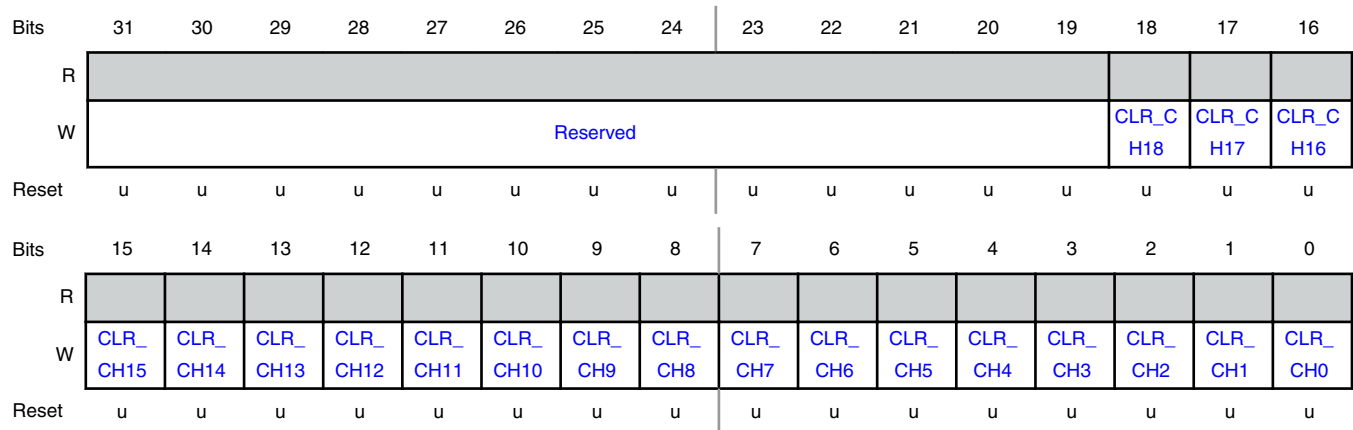 Bits 31 30 29 28 27 26 25 24 23 22 21 20 19 18 17 16
R
W Reserved CLR_C CLR_C CLR_C
H18 H17 H16
Reset u u u u u u u u u u u u u u u u
Bits 15 14 13 12 11 10 9 8 7 6 5 4 3 2 1 0
R
W CLR_ CLR_ CLR_ CLR_ CLR_ CLR_ CLR_ CLR_ CLR_ CLR_ CLR_ CLR_ CLR_ CLR_ CLR_ CLR_
CH15 CH14 CH13 CH12 CH11 CH10 CH9 CH8 CH7 CH6 CH5 CH4 CH3 CH2 CH1 CH0
Reset u u u u u u u u u u u u u u u u